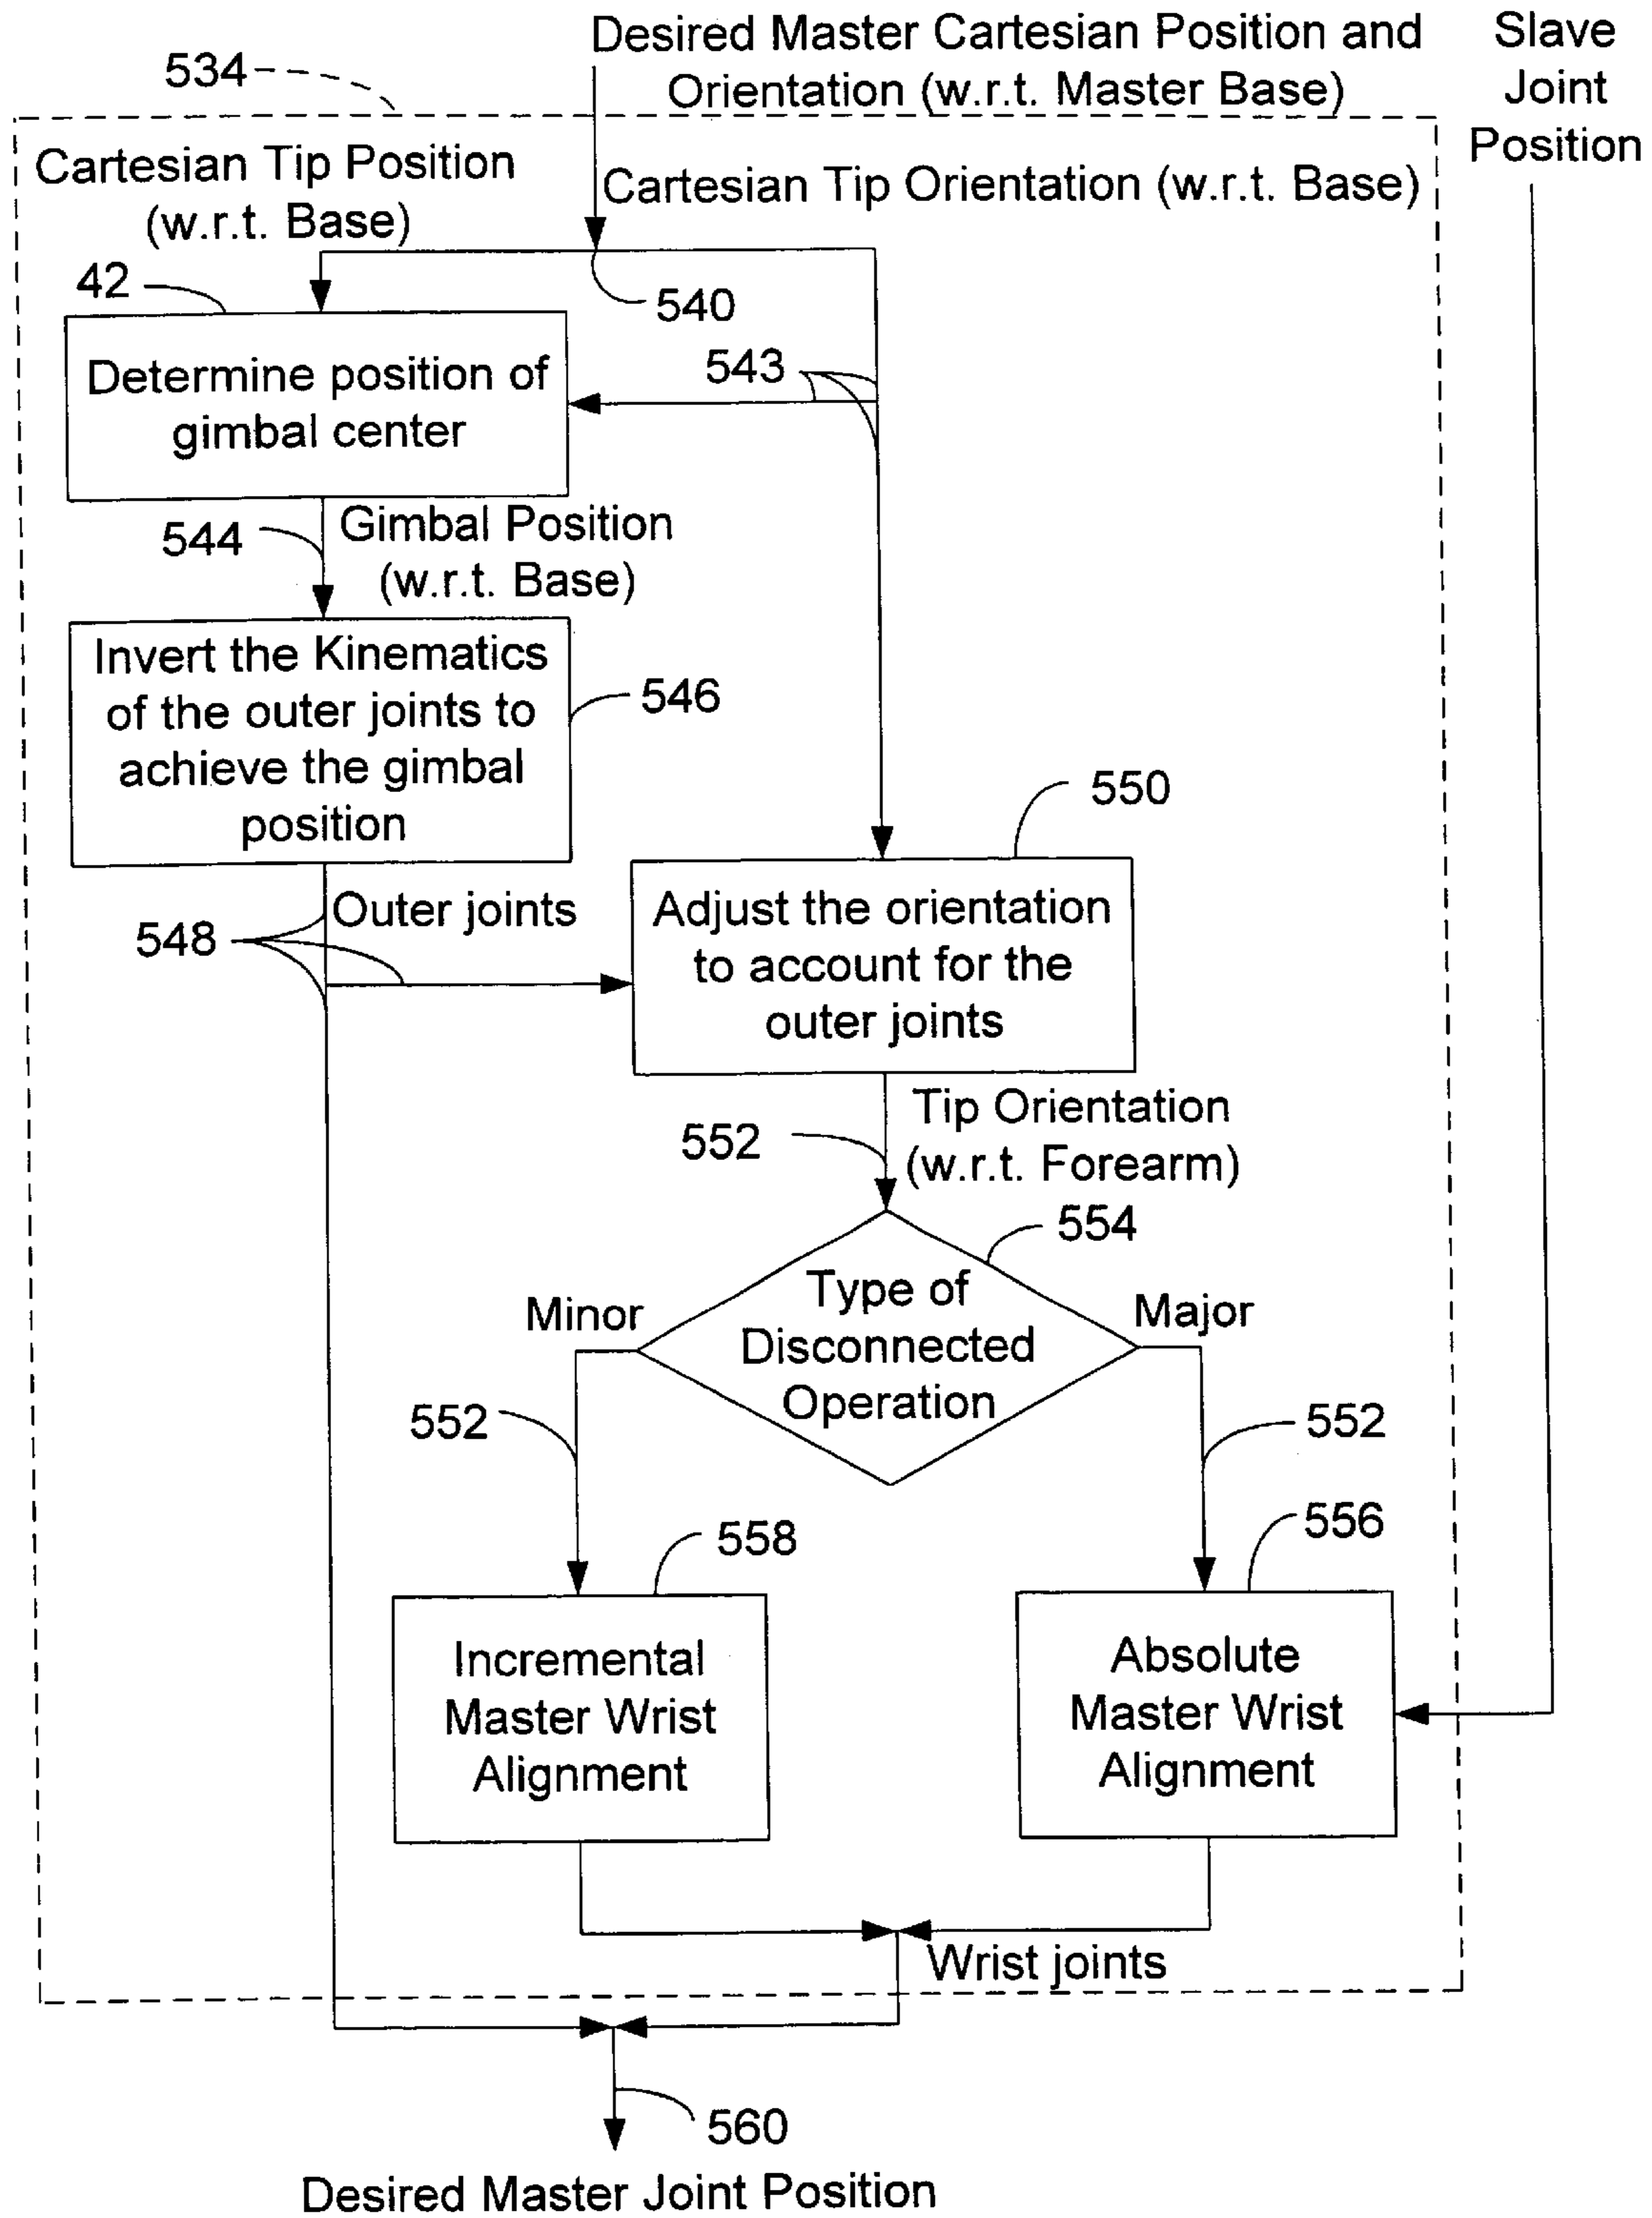 Desired Master Cartesian Position and
Orientation (w.r.t. Master Base)
Slave
Joint
Position
534
Cartesian Tip Position
(w.r.t. Base)
Cartesian Tip Orientation (w.r.t. Base)
42
540
543
Determine position of
gimbal center
544
Gimbal Position
(w.r.t. Base)
Invert the Kinematics
of the outer joints to
achieve the gimbal
position
546
550
Outer joints
548
Adjust the orientation
to account for the
outer joints
552
Tip Orientation
(w.r.t. Forearm)
554
Minor
Type of
Disconnected
Operation
Major
552
552
558
556
Incremental
Master Wrist
Alignment
Absolute
Master Wrist
Alignment
Wrist joints
560
Desired Master Joint Position